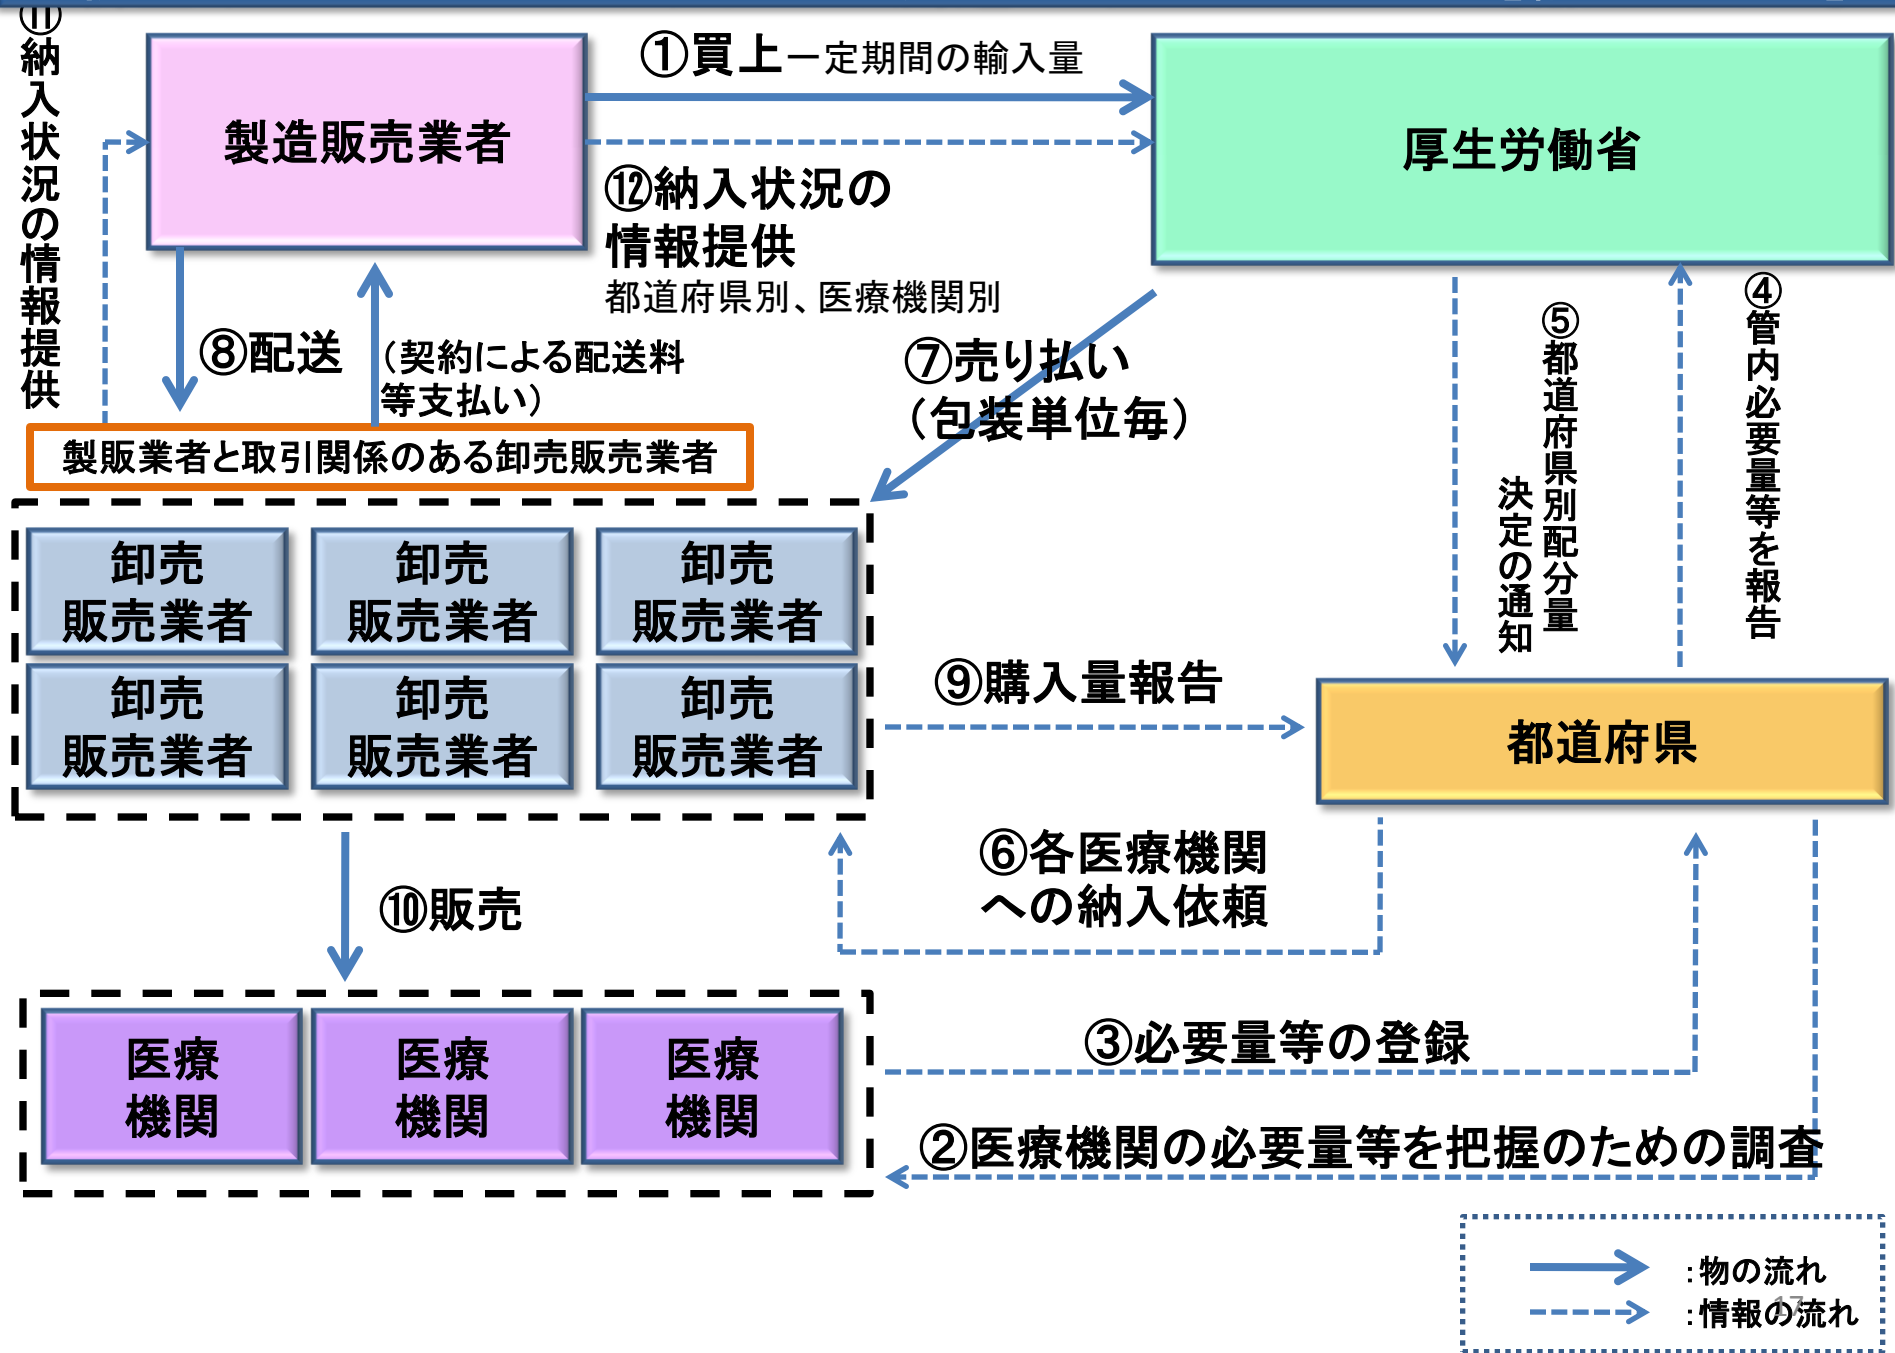 ⑪納入状況の情報提供
①買上 一定期間の輸入量
製造販売業者
厚生労働省
⑫納入状況の
情報提供
都道府県別、医療機関別
⑧配送
(契約による配送料
等支払い)
⑦売り払い
(包装単位毎)
⑤都道府県別配分量
決定の通知
④管内必要量等を報告
製販業者と取引関係のある卸売販売業者
卸売
販売業者
卸売
販売業者
卸売
販売業者
卸売
販売業者
卸売
販売業者
卸売
販売業者
⑨購入量報告
都道府県
⑥各医療機関
への納入依頼
⑩販売
医療
機関
医療
機関
医療
機関
③必要量等の登録
②医療機関の必要量等を把握のための調査
:物の流れ
:情報の流れ
17